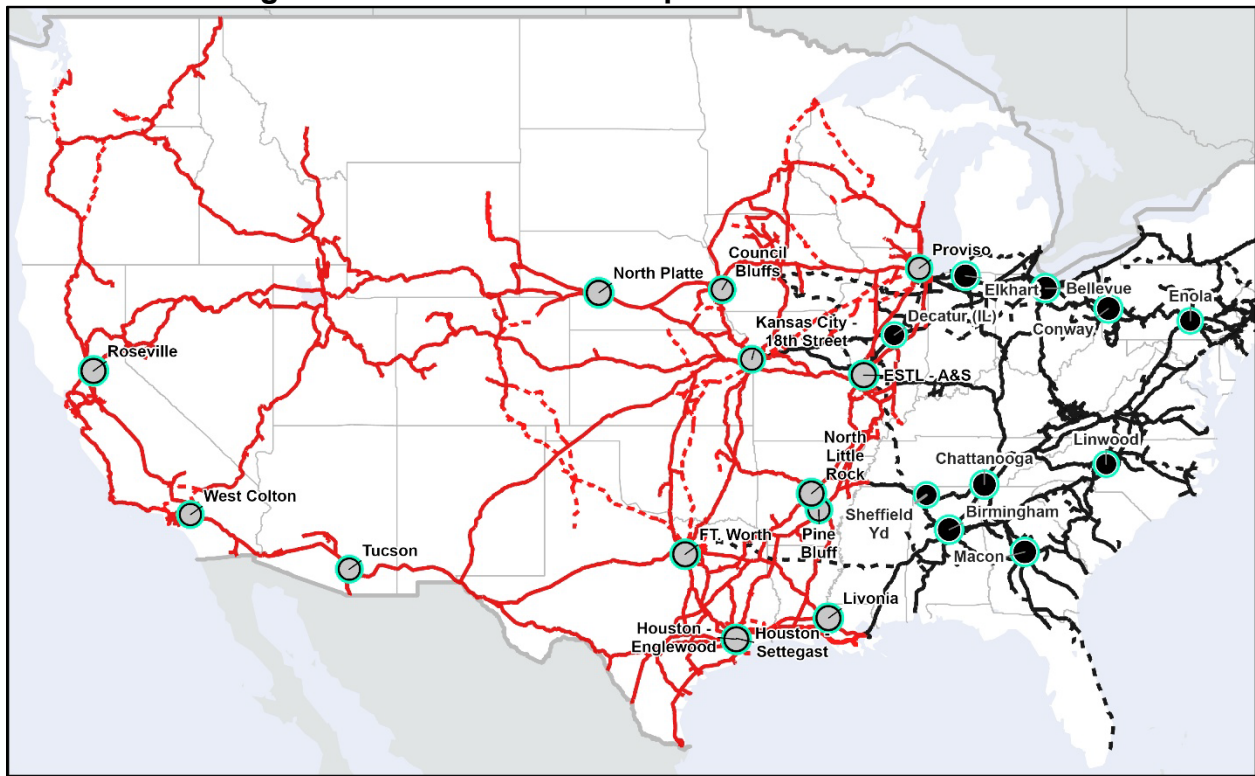 North Platte
Council
Bluffs
Proviso
Elkhart
Bellevue
Enola
Decatur (IL)
Conway
Kansas City -
18th Street
Roseville
ESTL - A&S
North
Little
Rock
Chattanooga
Linwood
West Colton
Sheffield
Yd
Birmingham
FT. Worth
Pine
Bluff
Macon
Tucson
Livonia
Houston -
Englewood
Houston -
Settegast